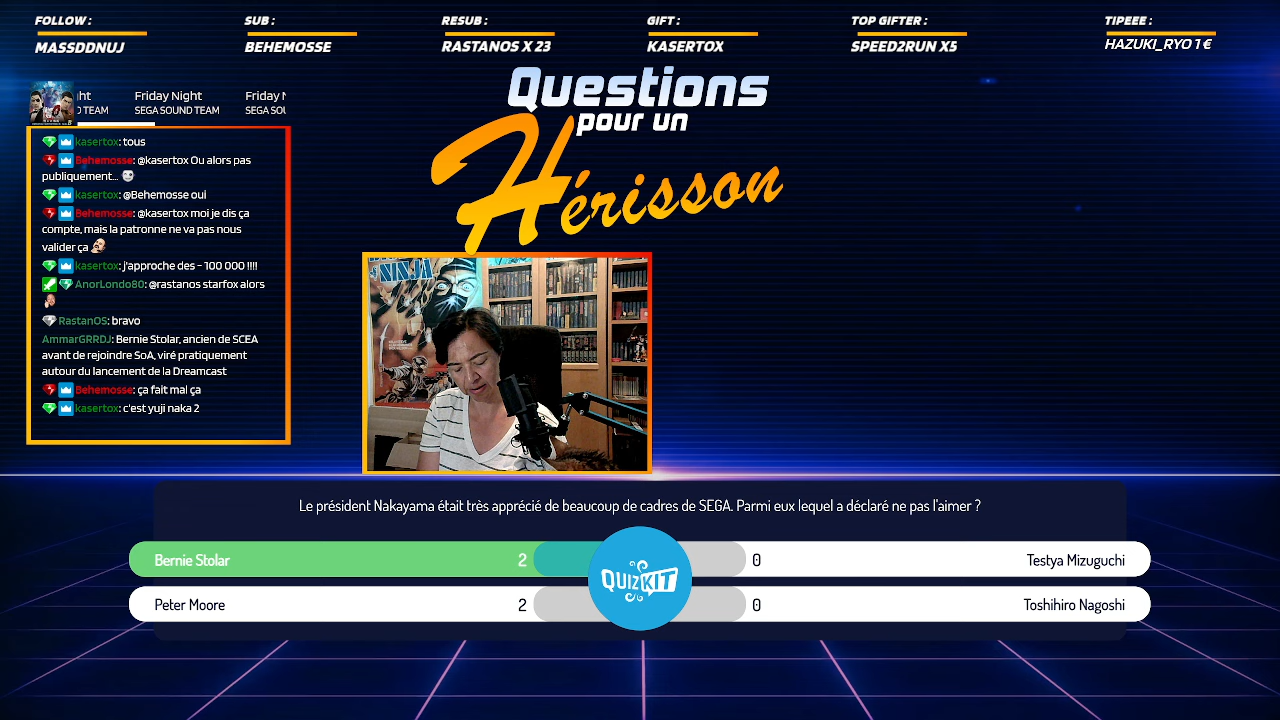 FOLLOW :
MASSDDNUJ
SUB :
BEHEMOSSE
RESUB :
RASTANOS X 23
GIFT :
KASERTOX
TOP GIFTER :
SPEED2RUN X5
TIPEEE :
HAZUKI_RYO 1 €
Questions
pour un
Hérisson
Friday Night
SEGA SOUND TEAM
kasertox: tous
Behemosse: @kasertox Ou alors pas
publiquement...
kasertox: @Behemosse oui
Behemosse: @kasertox moi je dis ça
compte, mais la patronne ne va pas nous
valider ça
kasertox: j'approche des - 100 000 !!!!
AnorLondo80: @rastanos starfox alors
RastanOS: bravo
AmmarGRRDJ: Bernie Stolar, ancien de SCEA
avant de rejoindre SoA, viré pratiquement
autour du lancement de la Dreamcast
Behemosse: ça fait mal ça
kasertox: c'est yuji naka 2
NINJA
Le président Nakayama était très apprécié de beaucoup de cadres de SEGA. Parmi eux lequel a déclaré ne pas l'aimer ?
Bernie Stolar 2
0 Testya Mizuguchi
QUIZKIT
Peter Moore 2
0 Toshihiro Nagoshi